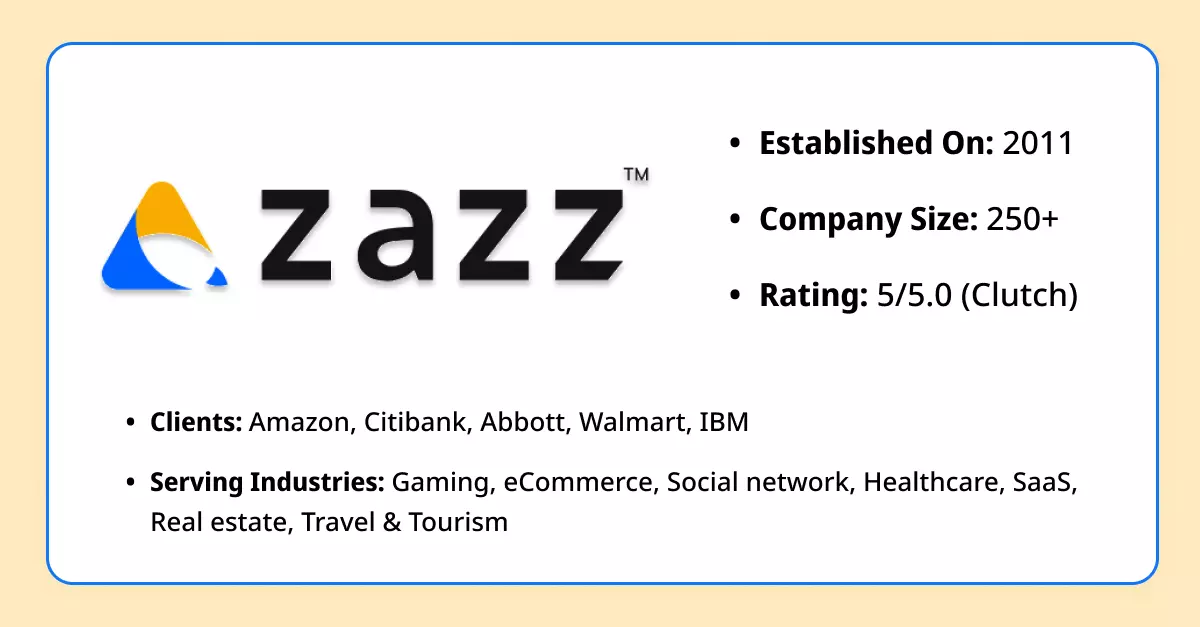 zazz™
• Established On: 2011
• Company Size: 250+
• Rating: 5/5.0 (Clutch)
• Clients: Amazon, Citibank, Abbott, Walmart, IBM
• Serving Industries: Gaming, eCommerce, Social network, Healthcare, SaaS,
Real estate, Travel & Tourism